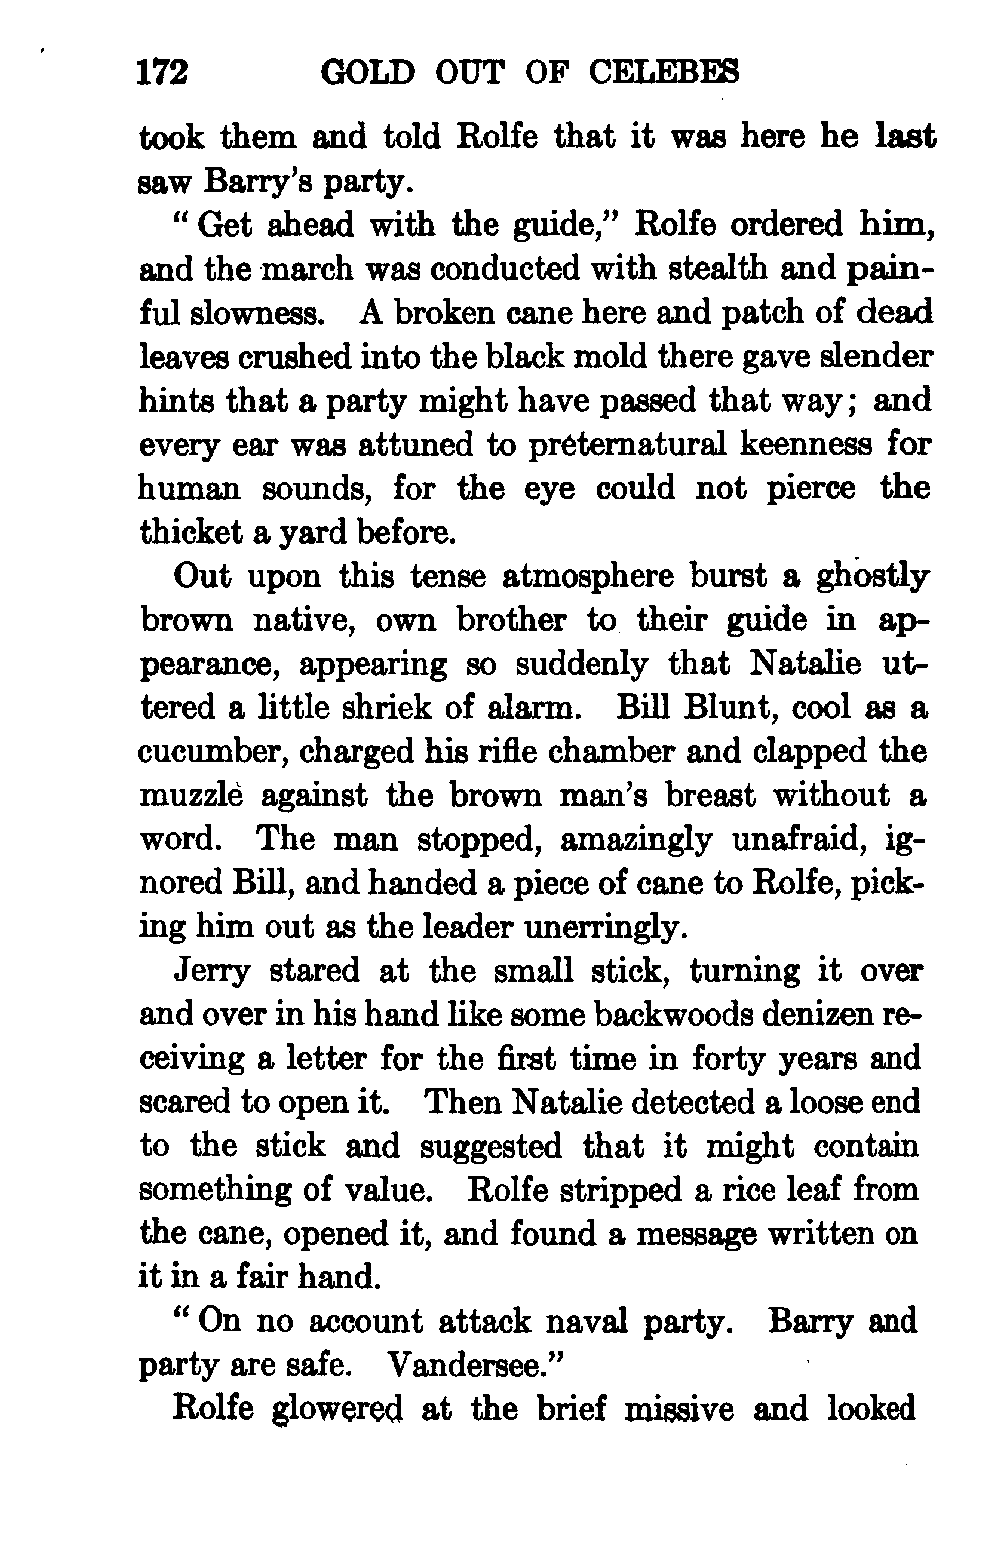 172 GOLD OUT OF CELEBES
took them and told Rolfe that it was here he last
saw Barry's party.
“Get ahead with the guide,” Rolfe ordered him,
and the march was conducted with stealth and pain-
ful slowness. A broken cane here and patch of dead
leaves crushed into the black mold there gave slender
hints that a party might have passed that way; and
every ear was attuned to preternatural keenness for
human sounds, for the eye could not pierce the
thicket a yard before.
Out upon this tense atmosphere burst a ghostly
brown native, own brother to their guide in ap-
pearance, appearing so suddenly that Natalie ut-
tered a little shriek of alarm. Bill Blunt, cool as a
cucumber, charged his rifle chamber and clapped the
muzzle against the brown man's breast without a
word. The man stopped, amazingly unafraid, ig-
nored Bill, and handed a piece of cane to Rolfe, pick-
ing him out as the leader unerringly.
Jerry stared at the small stick, turning it over
and over in his hand like some backwoods denizen re-
ceiving a letter for the first time in forty years and
scared to open it. Then Natalie detected a loose end
to the stick and suggested that it might contain
something of value. Rolfe stripped a rice leaf from
the cane, opened it, and found a message written on
it in a fair hand.
“On no account attack naval party. Barry and
party are safe. Vandersee.”
Rolfe glowered at the brief missive and looked